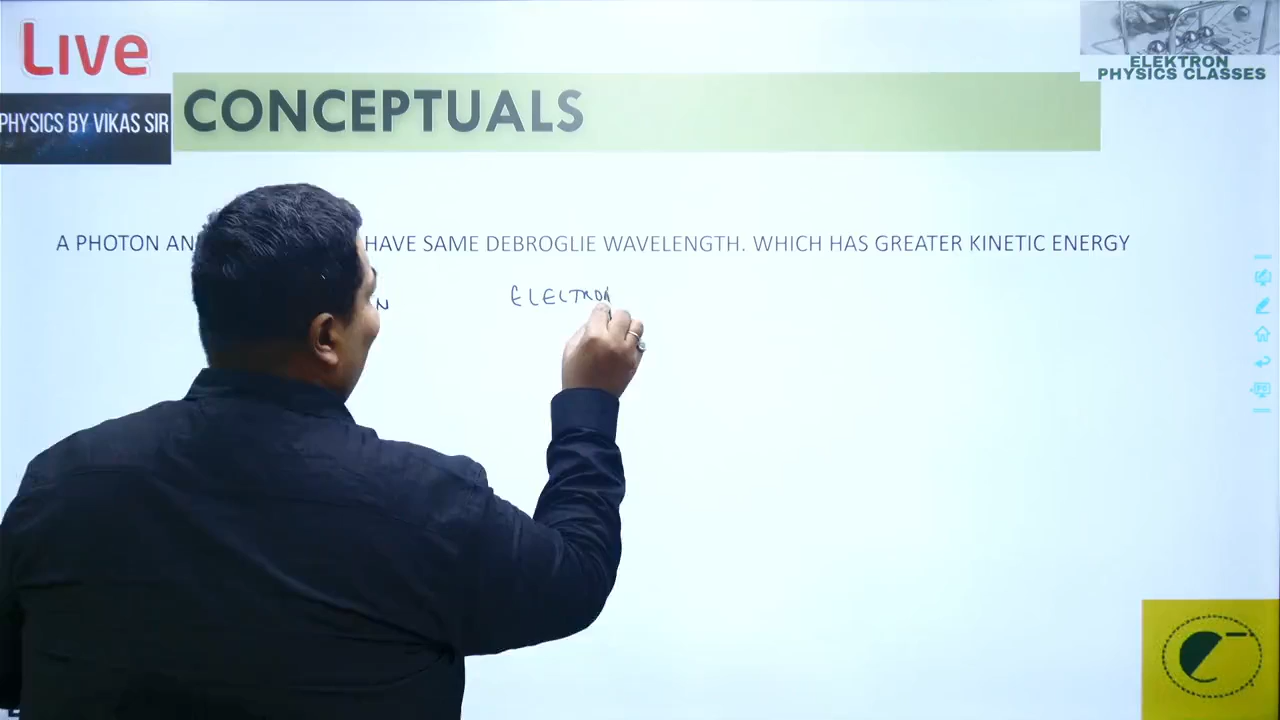 Live
ELEKTRON
PHYSICS CLASSES
PHYSICS BY VIKAS SIR
CONCEPTUALS
A PHOTON AN HAVE SAME DEBROGLIE WAVELENGTH. WHICH HAS GREATER KINETIC ENERGY
N ELECTRON